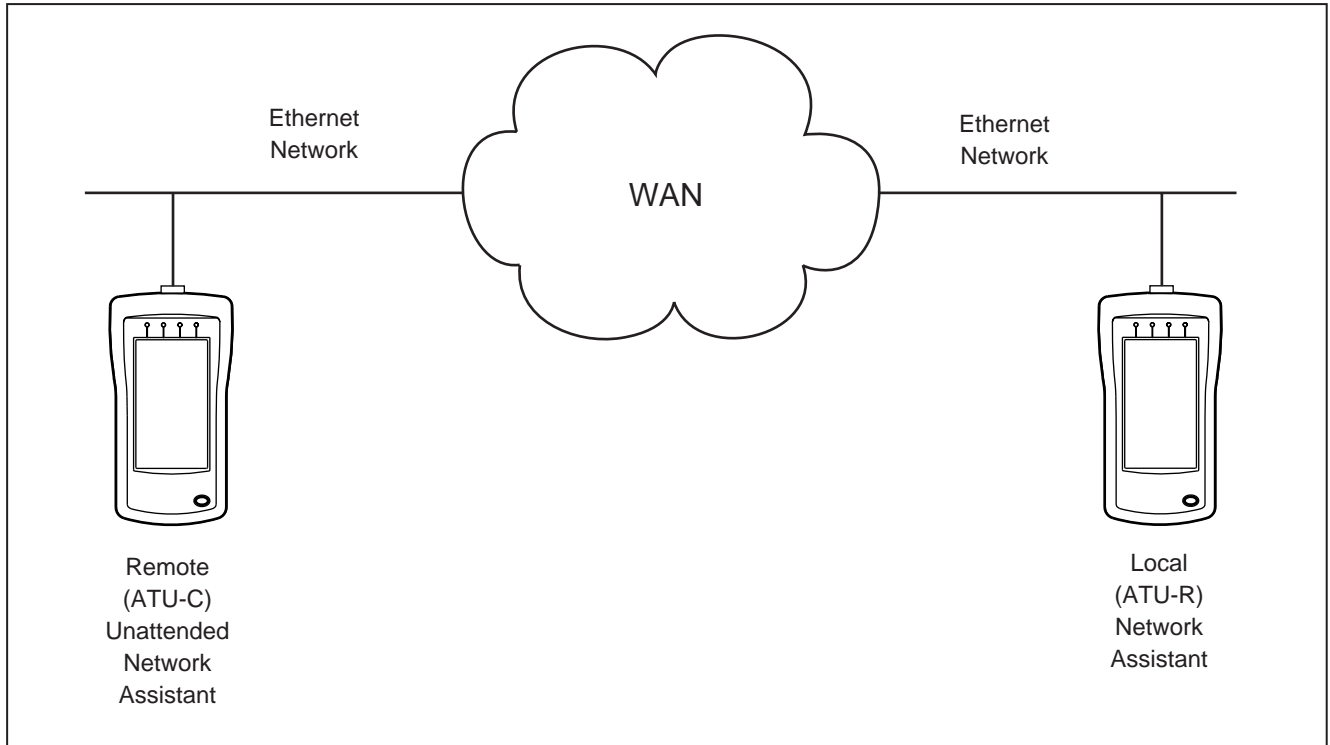 Ethernet
Network
Ethernet
Network
WAN
Remote
(ATU-C)
Unattended
Network
Assistant
Local
(ATU-R)
Network
Assistant